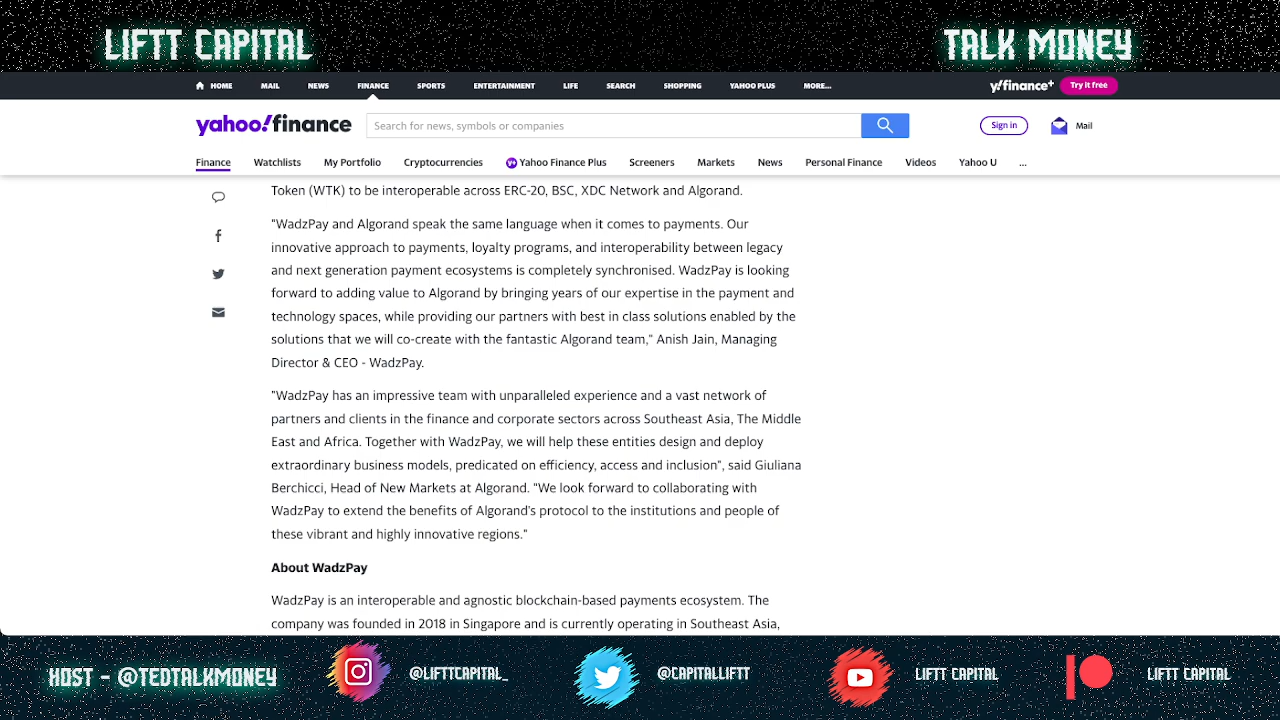 LIFTT CAPITAL
TALK MONEY
HOME MAIL NEWS FINANCE SPORTS ENTERTAINMENT LIFE SEARCH SHOPPING YAHOO PLUS MORE... y!finance+ Try it free
yahoo!finance Search for news, symbols or companies Sign in Mail
Finance Watchlists My Portfolio Cryptocurrencies Y+ Yahoo Finance Plus Screeners Markets News Personal Finance Videos Yahoo U ...
Token (WTK) to be interoperable across ERC-20, BSC, XDC Network and Algorand.
"WadzPay and Algorand speak the same language when it comes to payments. Our
innovative approach to payments, loyalty programs, and interoperability between legacy
and next generation payment ecosystems is completely synchronised. WadzPay is looking
forward to adding value to Algorand by bringing years of our expertise in the payment and
technology spaces, while providing our partners with best in class solutions enabled by the
solutions that we will co-create with the fantastic Algorand team," Anish Jain, Managing
Director & CEO - WadzPay.
"WadzPay has an impressive team with unparalleled experience and a vast network of
partners and clients in the finance and corporate sectors across Southeast Asia, The Middle
East and Africa. Together with WadzPay, we will help these entities design and deploy
extraordinary business models, predicated on efficiency, access and inclusion", said Giuliana
Berchicci, Head of New Markets at Algorand. "We look forward to collaborating with
WadzPay to extend the benefits of Algorand's protocol to the institutions and people of
these vibrant and highly innovative regions."
About WadzPay
WadzPay is an interoperable and agnostic blockchain-based payments ecosystem. The
company was founded in 2018 in Singapore and is currently operating in Southeast Asia,
HOST - @TEDTALKMONEY @LIFTTCAPITAL_ @CAPITALLIFTT LIFTT CAPITAL LIFTT CAPITAL